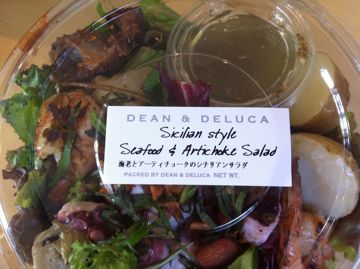 DEAN & DELUCA
Sicilian style
Seafood & Artichoke Salad
海老とアーティチョークのシチリアンサラダ
PACKED BY DEAN & DELUCA NET WT.